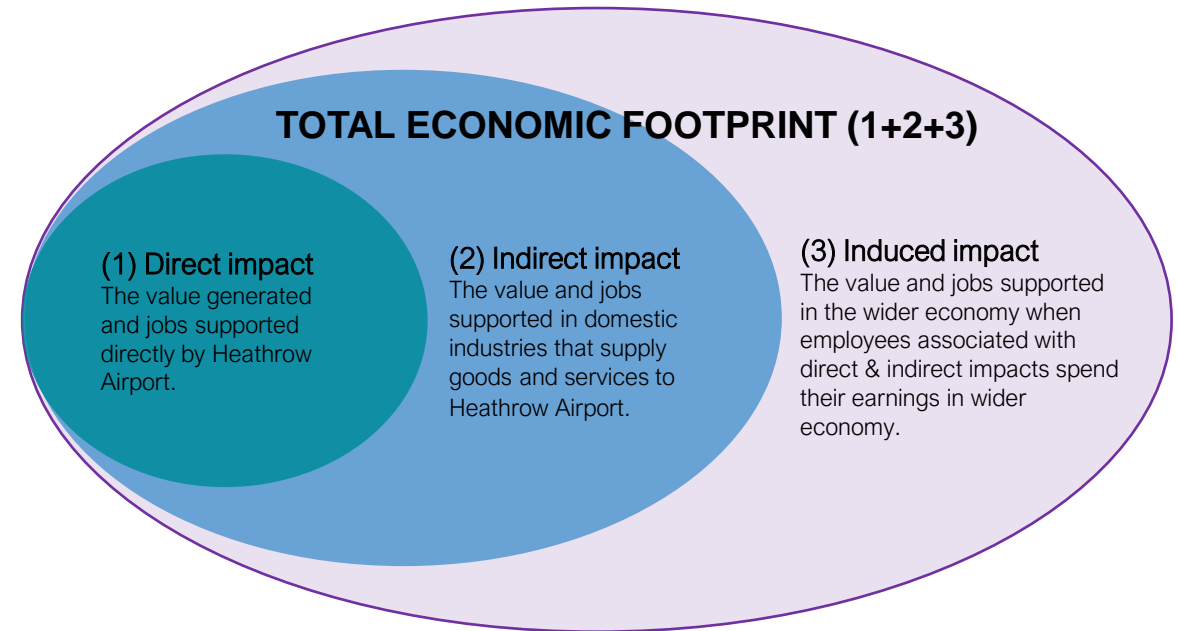 TOTAL ECONOMIC FOOTPRINT (1+2+3)
(1) Direct impact
The value generated
and jobs supported
directly by Heathrow
Airport.
(2) Indirect impact
The value and jobs
supported in domestic
industries that supply
goods and services to
Heathrow Airport.
(3) Induced impact
The value and jobs supported
in the wider economy when
employees associated with
direct & indirect impacts spend
their earnings in wider
economy.